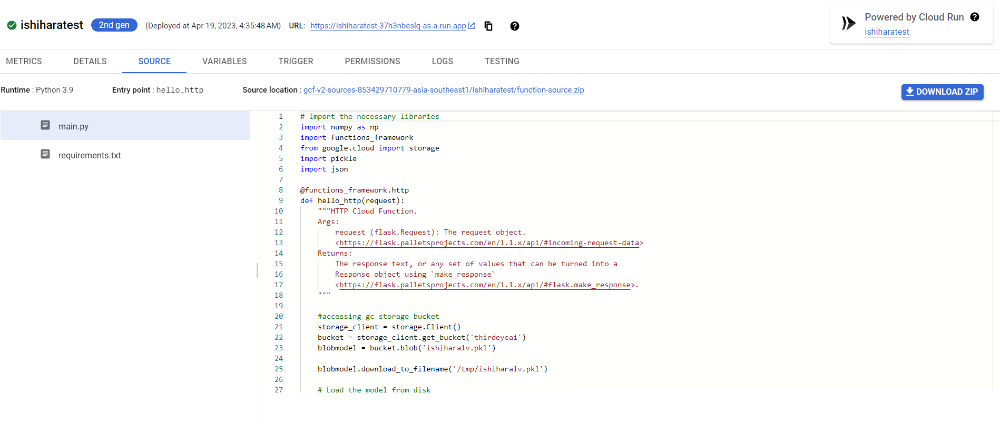 ishiharatest 2nd gen (Deployed at Apr 19, 2023, 4:35:48 AM) URL: https://ishiharatest-37h3nbeslq-as.a.run.app
Powered by Cloud Run
ishiharatest
METRICS DETAILS SOURCE VARIABLES TRIGGER PERMISSIONS LOGS TESTING
Runtime : Python 3.9 Entry point : hello_http Source location : gcf-v2-sources-853429710779-asia-southeast1/ishiharatest/function-source.zip DOWNLOAD ZIP
main.py
requirements.txt
1 # Import the necessary libraries
2 import numpy as np
3 import functions_framework
4 from google.cloud import storage
5 import pickle
6 import json
7
8 @functions_framework.http
9 def hello_http(request):
10 """HTTP Cloud Function.
11 Args:
12 request (flask.Request): The request object.
13 <https://flask.palletsprojects.com/en/1.1.x/api/#incoming-request-data>
14 Returns:
15 The response text, or any set of values that can be turned into a
16 Response object using `make_response`
17 <https://flask.palletsprojects.com/en/1.1.x/api/#flask.make_response>.
18 """
19
20 #accessing gc storage bucket
21 storage_client = storage.Client()
22 bucket = storage_client.get_bucket('thirdeyeai')
23 blobmodel = bucket.blob('ishihara1v.pkl')
24
25 blobmodel.download_to_filename('/tmp/ishihara1v.pkl')
26
27 # Load the model from disk